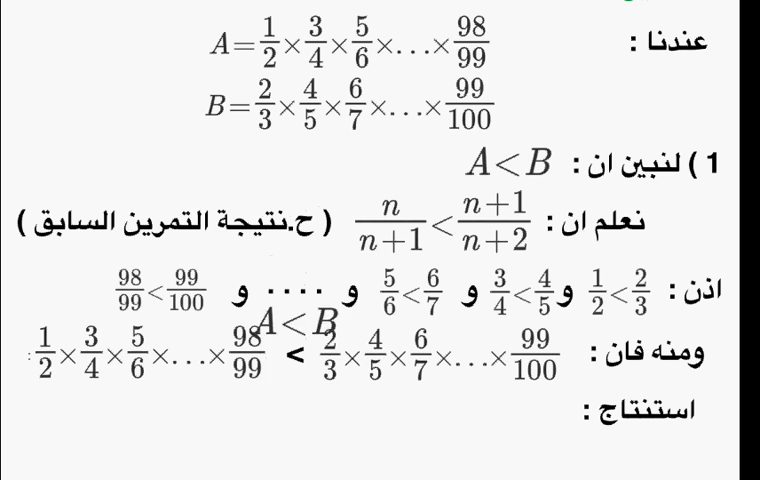 عندنا : A = 1/2 × 3/4 × 5/6 × ... × 98/99
B = 2/3 × 4/5 × 6/7 × ... × 99/100
1 ) لنبين ان : A < B
نعلم ان : n/(n+1) < (n+1)/(n+2) ( ح.نتيجة التمرين السابق )
اذن : 1/2 < 2/3 و 3/4 < 4/5 و 5/6 < 6/7 و .... و 98/99 < 99/100
A < B
ومنه فان : 1/2 × 3/4 × 5/6 × ... × 98/99 < 2/3 × 4/5 × 6/7 × ... × 99/100
استنتاج :